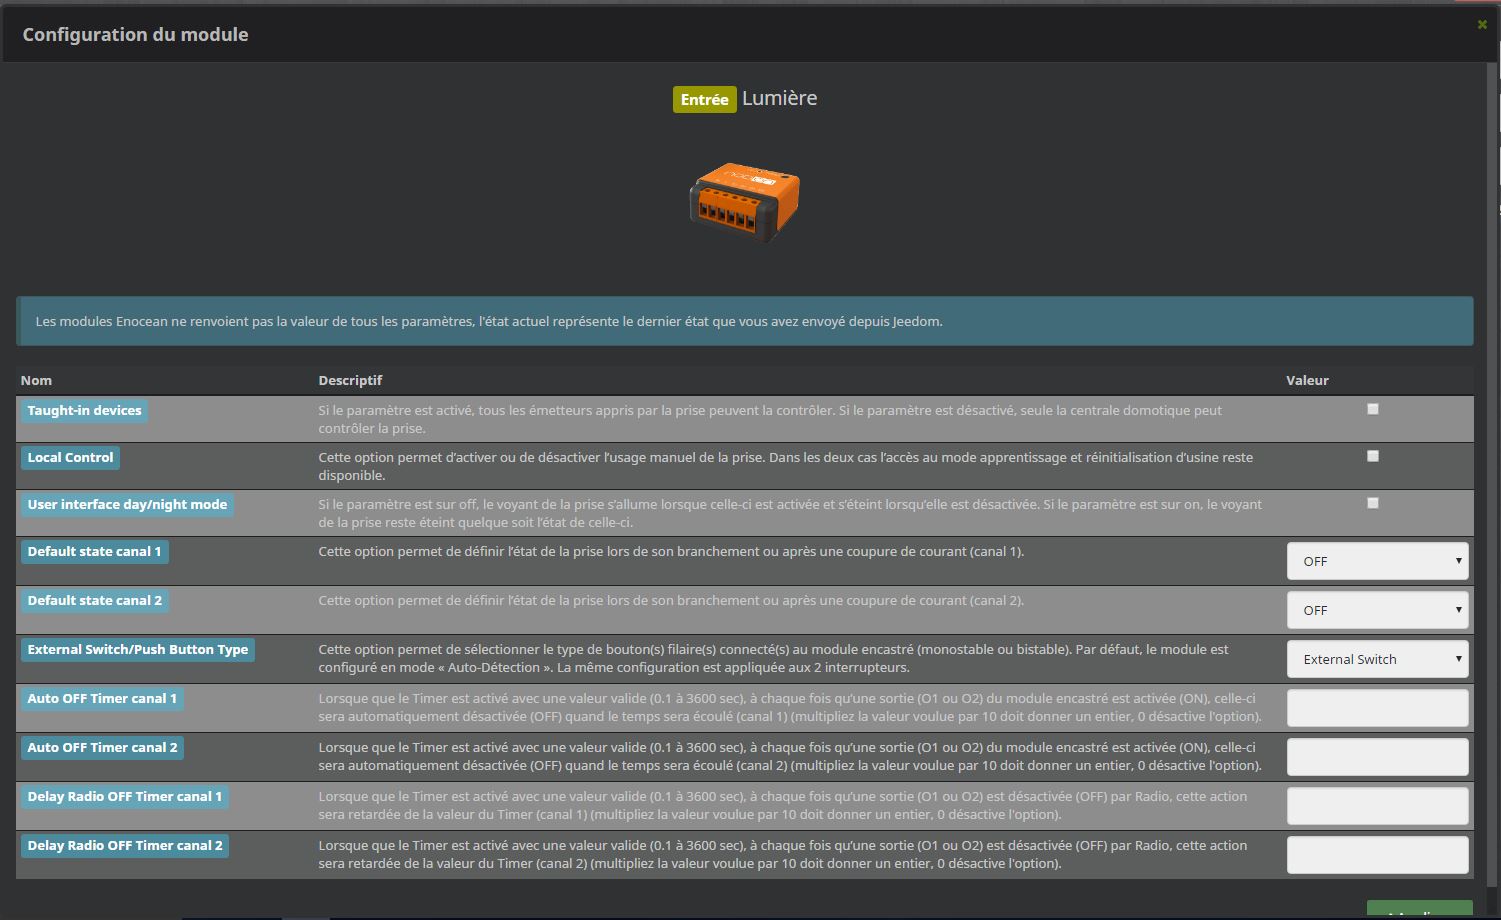 Configuration du module
Entrée Lumière
Les modules Enocean ne renvoient pas la valeur de tous les paramètres, l'état actuel représente le dernier état que vous avez envoyé depuis Jeedom.
Nom Descriptif Valeur
Taught-in devices Si le paramètre est activé, tous les émetteurs appris par la prise peuvent la contrôler. Si le paramètre est désactivé, seule la centrale domotique peut
contrôler la prise.
Local Control Cette option permet d’activer ou de désactiver l’usage manuel de la prise. Dans les deux cas l’accès au mode apprentissage et réinitialisation d’usine reste
disponible.
User interface day/night mode Si le paramètre est sur off, le voyant de la prise s’allume lorsque celle-ci est activée et s’éteint lorsqu’elle est désactivée. Si le paramètre est sur on, le voyant
de la prise reste éteint quelque soit l’état de celle-ci.
Default state canal 1 Cette option permet de définir l’état de la prise lors de son branchement ou après une coupure de courant (canal 1). OFF
Default state canal 2 Cette option permet de définir l’état de la prise lors de son branchement ou après une coupure de courant (canal 2). OFF
External Switch/Push Button Type Cette option permet de sélectionner le type de bouton(s) filaire(s) connecté(s) au module encastré (monostable ou bistable). Par défaut, le module est
configuré en mode « Auto-Détection ». La même configuration est appliquée aux 2 interrupteurs. External Switch
Auto OFF Timer canal 1 Lorsque que le Timer est activé avec une valeur valide (0.1 à 3600 sec), à chaque fois qu’une sortie (O1 ou O2) du module encastré est activée (ON), celle-ci
sera automatiquement désactivée (OFF) quand le temps sera écoulé (canal 1) (multipliez la valeur voulue par 10 doit donner un entier, 0 désactive l'option).
Auto OFF Timer canal 2 Lorsque que le Timer est activé avec une valeur valide (0.1 à 3600 sec), à chaque fois qu’une sortie (O1 ou O2) du module encastré est activée (ON), celle-ci
sera automatiquement désactivée (OFF) quand le temps sera écoulé (canal 2) (multipliez la valeur voulue par 10 doit donner un entier, 0 désactive l'option).
Delay Radio OFF Timer canal 1 Lorsque que le Timer est activé avec une valeur valide (0.1 à 3600 sec), à chaque fois qu’une sortie (O1 ou O2) est désactivée (OFF) par Radio, cette action
sera retardée de la valeur du Timer (canal 1) (multipliez la valeur voulue par 10 doit donner un entier, 0 désactive l'option).
Delay Radio OFF Timer canal 2 Lorsque que le Timer est activé avec une valeur valide (0.1 à 3600 sec), à chaque fois qu’une sortie (O1 ou O2) est désactivée (OFF) par Radio, cette action
sera retardée de la valeur du Timer (canal 2) (multipliez la valeur voulue par 10 doit donner un entier, 0 désactive l'option).